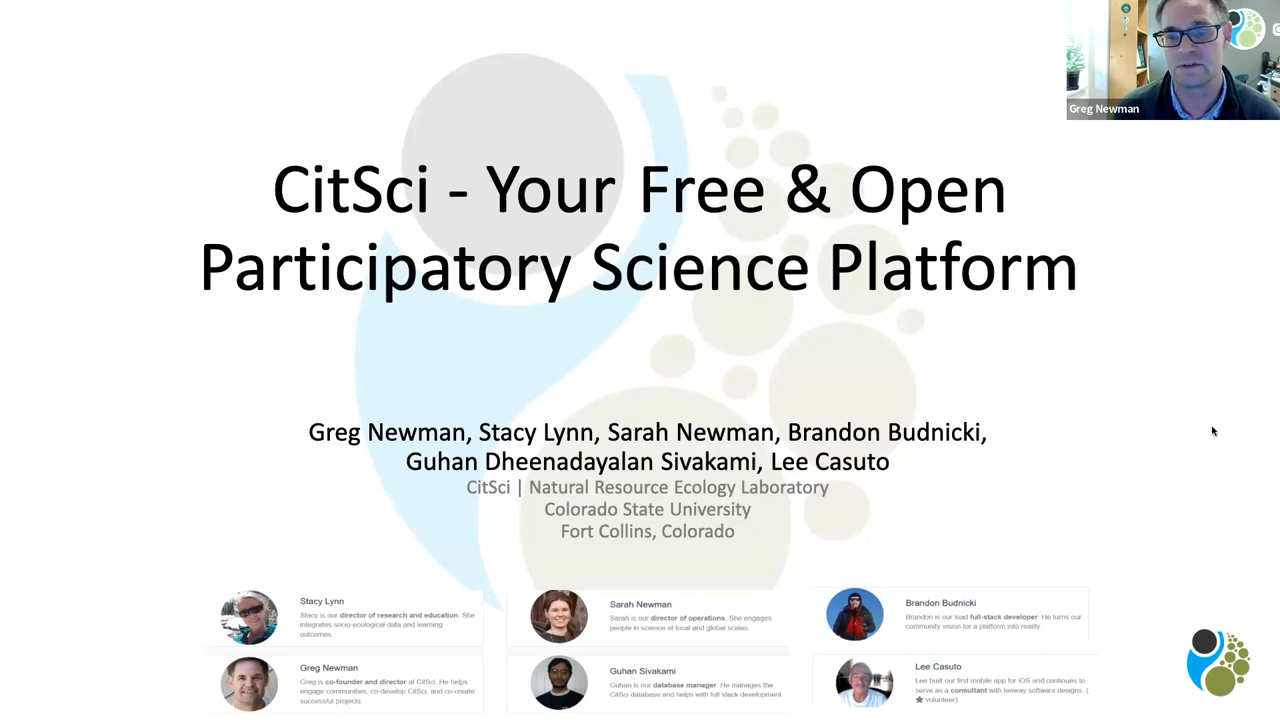 Greg Newman
CitSci - Your Free & Open
Participatory Science Platform
Greg Newman, Stacy Lynn, Sarah Newman, Brandon Budnicki,
Guhan Dheenadayalan Sivakami, Lee Casuto
CitSci | Natural Resource Ecology Laboratory
Colorado State University
Fort Collins, Colorado
Stacy Lynn
Stacy is our director of research and education. She
integrates socio-ecological data and learning
outcomes.
Sarah Newman
Sarah is our director of operations. She engages
people in science at local and global scales.
Brandon Budnicki
Brandon is our lead full-stack developer. He turns our
community vision for a platform into reality.
Greg Newman
Greg is co-founder and director at CitSci. He helps
engage communities, co-develop CitSci, and co-create
successful projects.
Guhan Sivakami
Guhan is our database manager. He manages the
CitSci database and helps with full stack development
Lee Casuto
Lee built our first mobile app for iOS and continues to
serve as a consultant with leeway software designs. (
★ volunteer)